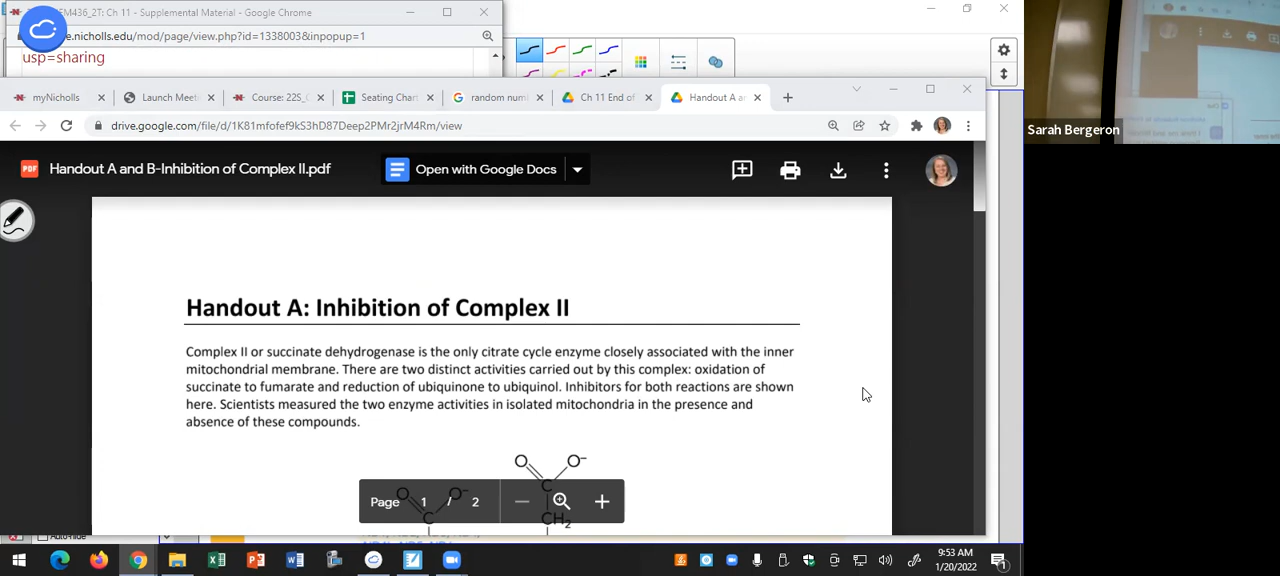 EM436_2T: Ch 11 - Supplemental Material - Google Chrome
e.nicholls.edu/mod/page/view.php?id=1338003&inpopup=1
usp=sharing
myNicholls
Launch Meet
Course: 22S_
Seating Char
random num
Ch 11 End of
Handout A a
drive.google.com/file/d/1K81mfofef9kS3hD87Deep2PMr2jrM4Rm/view
Sarah Bergeron
PDF
Handout A and B-Inhibition of Complex II.pdf
Open with Google Docs
Handout A: Inhibition of Complex II
Complex II or succinate dehydrogenase is the only citrate cycle enzyme closely associated with the inner
mitochondrial membrane. There are two distinct activities carried out by this complex: oxidation of
succinate to fumarate and reduction of ubiquinone to ubiquinol. Inhibitors for both reactions are shown
here. Scientists measured the two enzyme activities in isolated mitochondria in the presence and
absence of these compounds.
O O−
O O−
C
Page 1 / 2
C CH2
Auto-hide
9:53 AM
1/20/2022